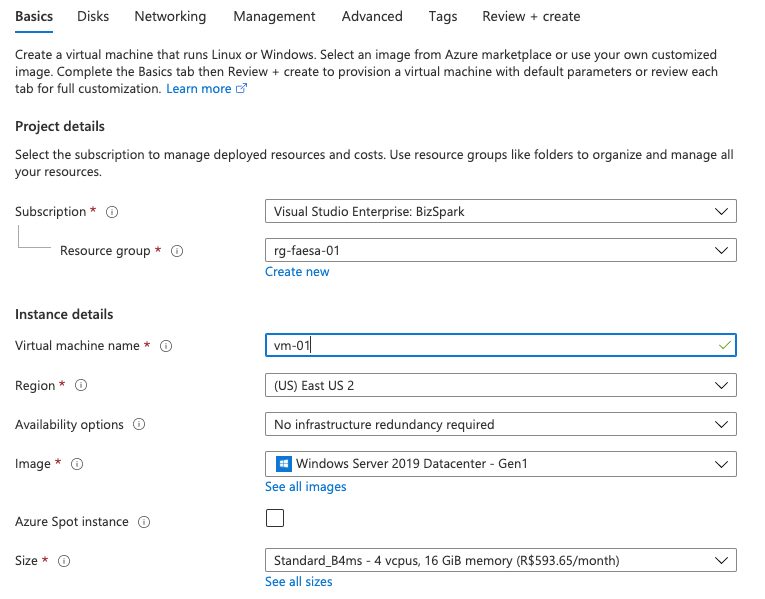 Basics Disks Networking Management Advanced Tags Review + create
Create a virtual machine that runs Linux or Windows. Select an image from Azure marketplace or use your own customized
image. Complete the Basics tab then Review + create to provision a virtual machine with default parameters or review each
tab for full customization. Learn more
Project details
Select the subscription to manage deployed resources and costs. Use resource groups like folders to organize and manage all
your resources.
Subscription * Visual Studio Enterprise: BizSpark
Resource group * rg-faesa-01
Create new
Instance details
Virtual machine name * vm-01
Region * (US) East US 2
Availability options No infrastructure redundancy required
Image * Windows Server 2019 Datacenter - Gen1
See all images
Azure Spot instance
Size * Standard_B4ms - 4 vcpus, 16 GiB memory (R$593.65/month)
See all sizes